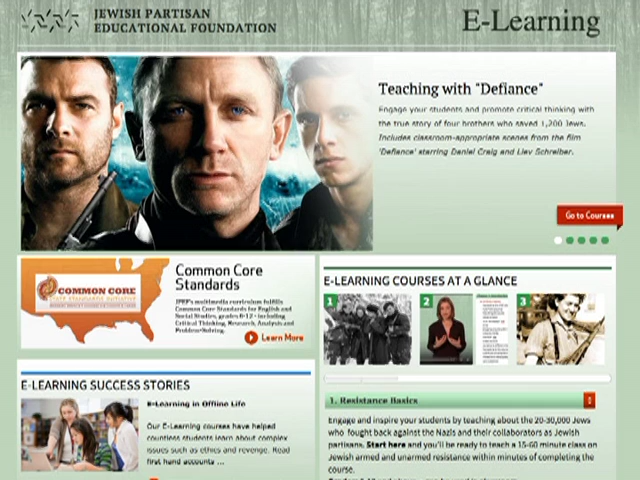 JEWISH PARTISAN
EDUCATIONAL FOUNDATION
E-Learning
Teaching with "Defiance"
Engage your students and promote critical thinking with
the true story of four brothers who saved 1,200 Jews.
Includes classroom-appropriate scenes from the film
'Defiance' starring Daniel Craig and Liev Schreiber.
Go to Courses
COMMON CORE
STATE STANDARDS INITIATIVE
Common Core
Standards
JPEF's multimedia curriculum fulfills
Common Core Standards for English and
Social Studies, grades 6-12 - including
Critical Thinking, Research, Analysis and
Problem-Solving.
Learn More
E-LEARNING COURSES AT A GLANCE
1
2
3
E-LEARNING SUCCESS STORIES
E-Learning in Offline Life
Our E-Learning courses have helped
countless students learn about complex
issues such as ethics and revenge. Read
first hand accounts ...
1. Resistance Basics
Engage and inspire your students by teaching about the 20-30,000 Jews
who fought back against the Nazis and their collaborators as Jewish
partisans. Start here and you'll be ready to teach a 15-60 minute class on
Jewish armed and unarmed resistance within minutes of completing the
course.